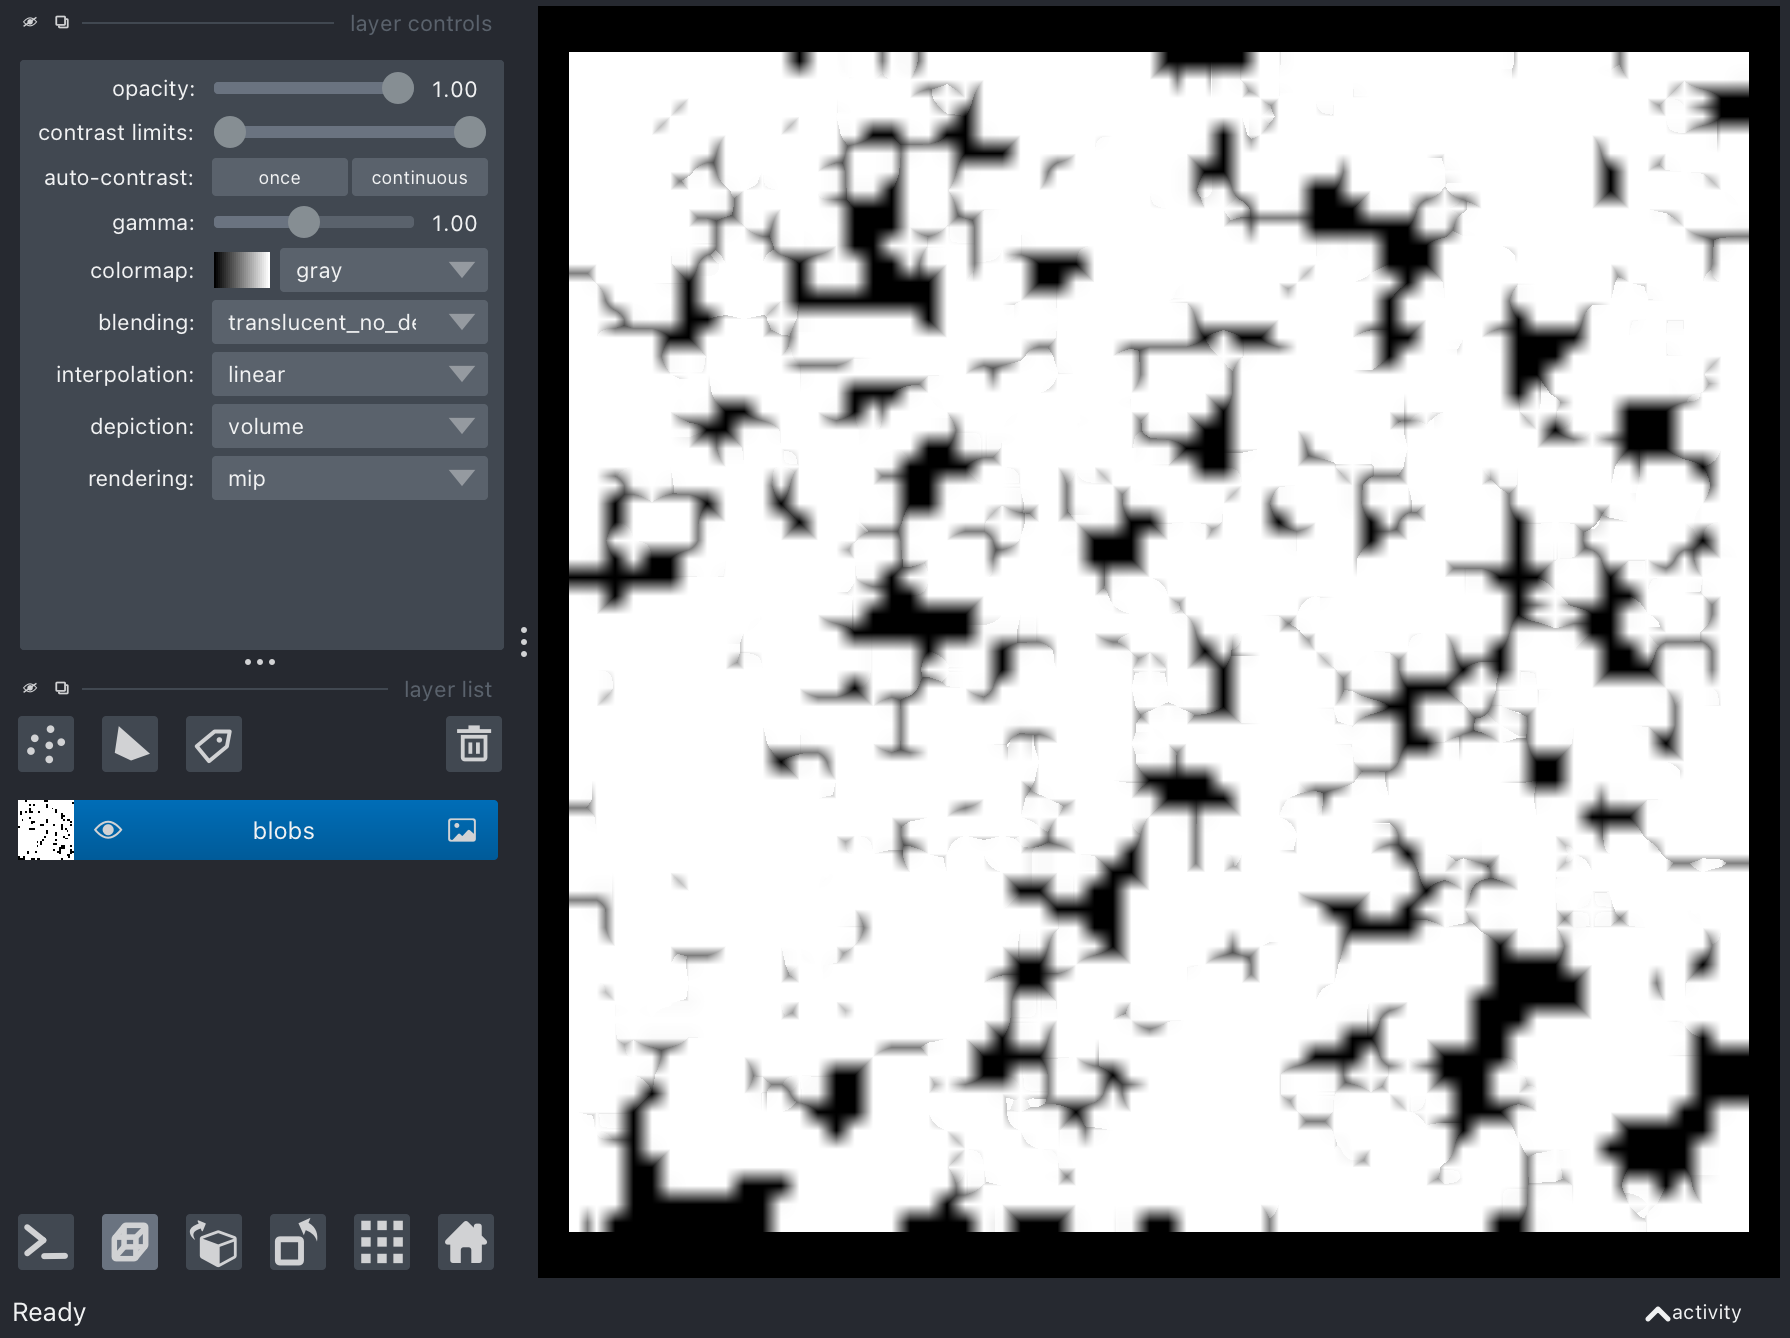 layer controls
opacity: 1.00
contrast limits:
auto-contrast: once continuous
gamma: 1.00
colormap: gray
blending: translucent_no_de
interpolation: linear
depiction: volume
rendering: mip
layer list
blobs
Ready
activity